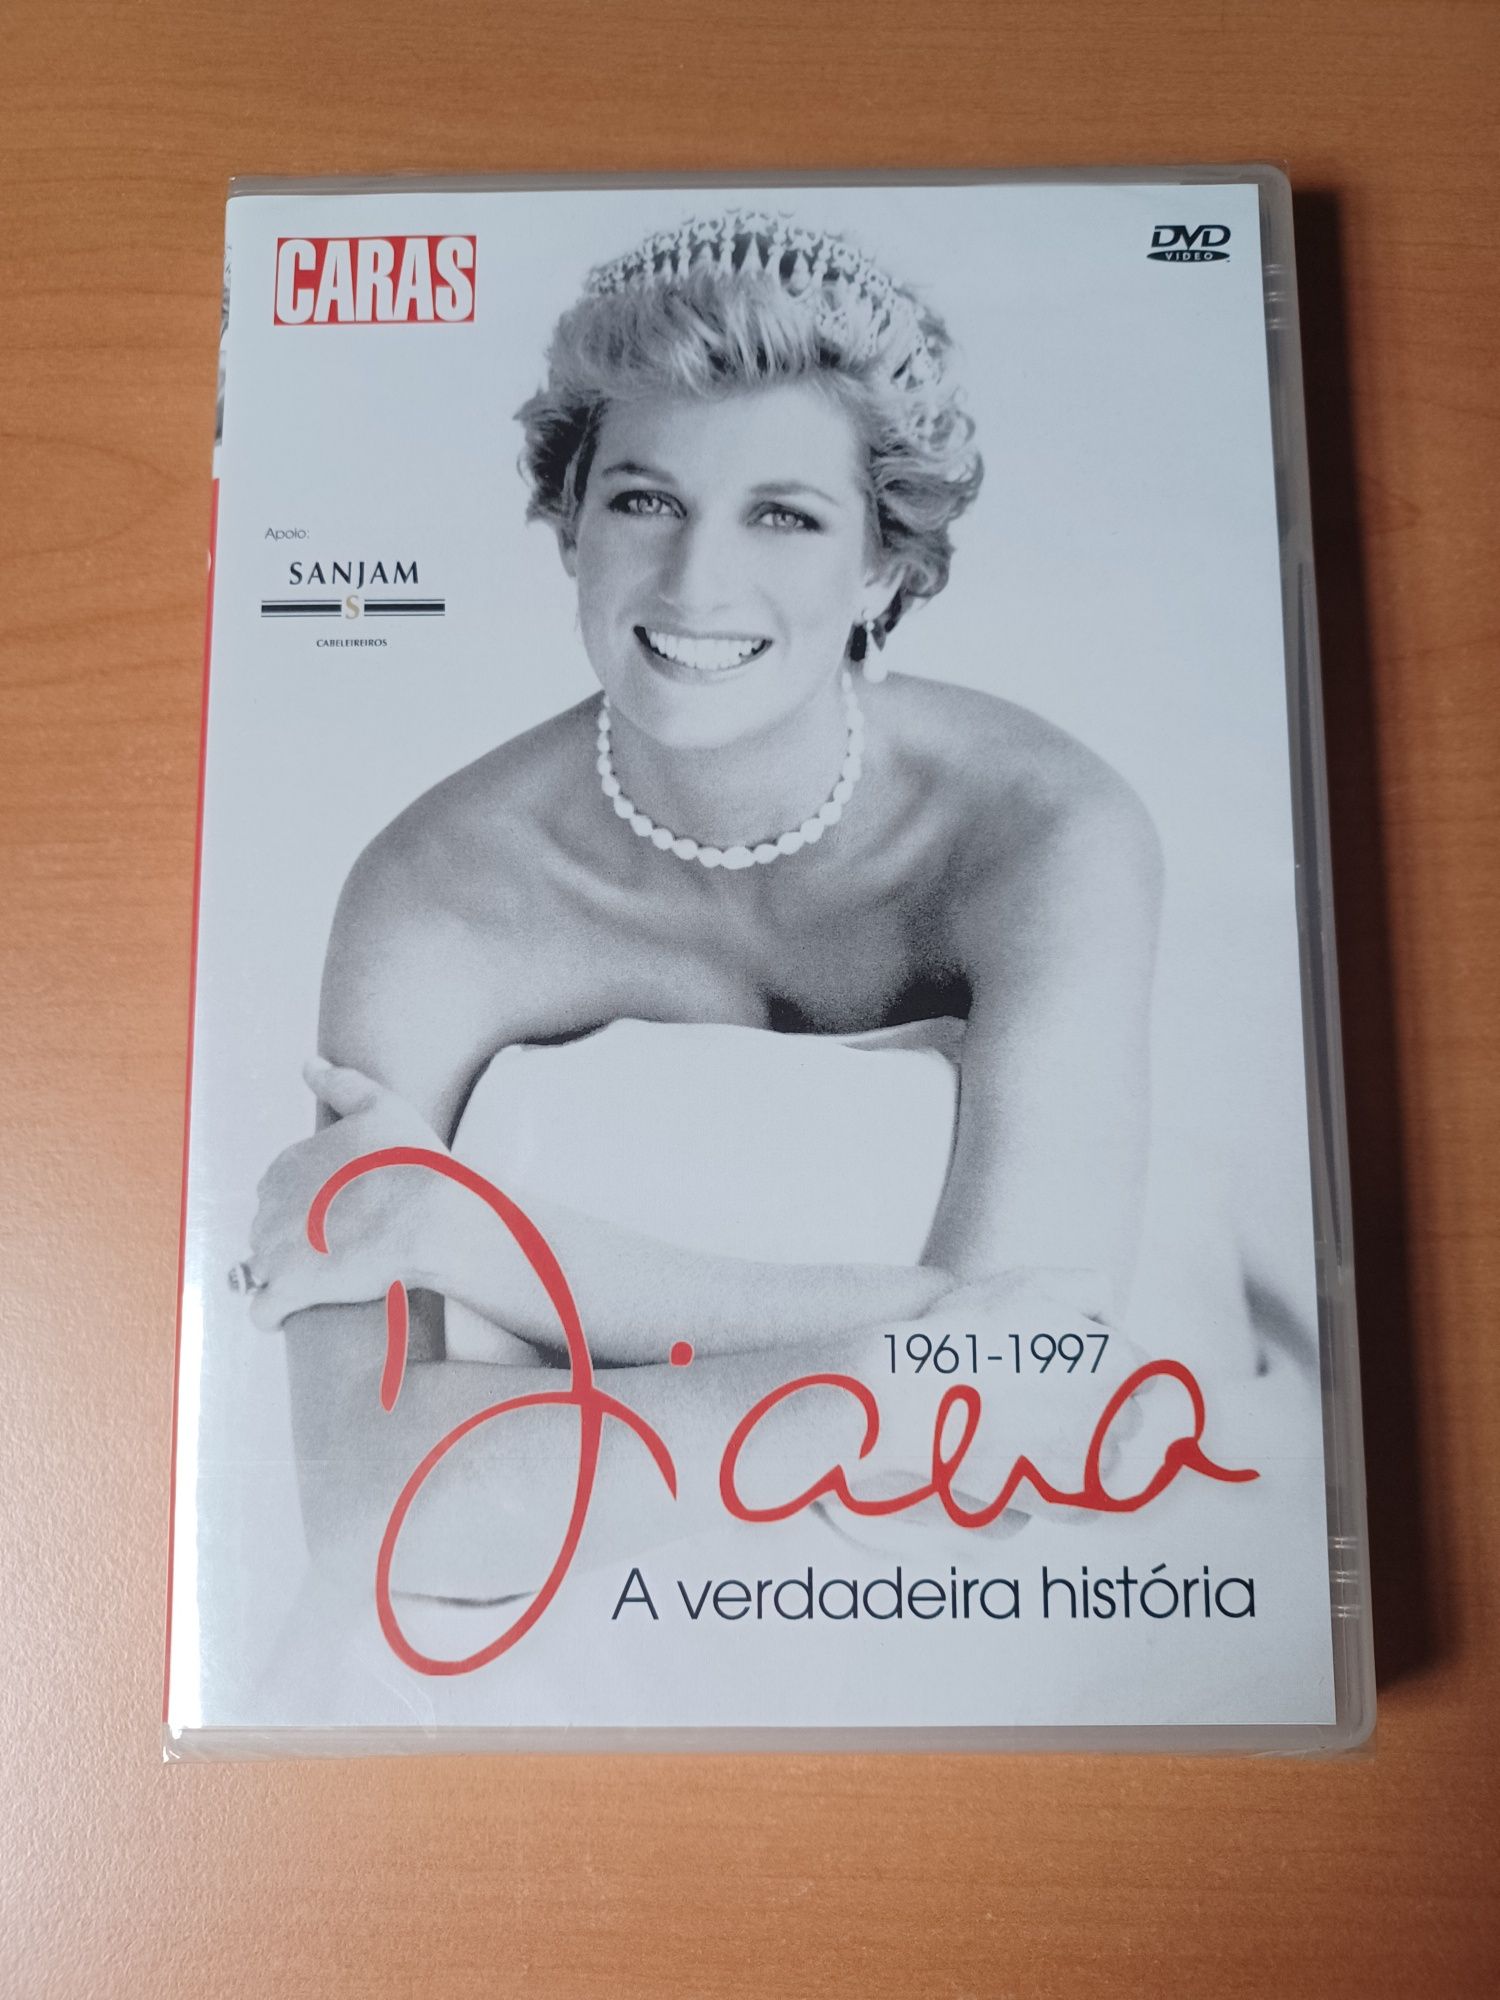 CARAS
DVD
VIDEO
Apoio:
SANJAM
S
CABELEIREIROS
1961-1997
Diana
A verdadeira história